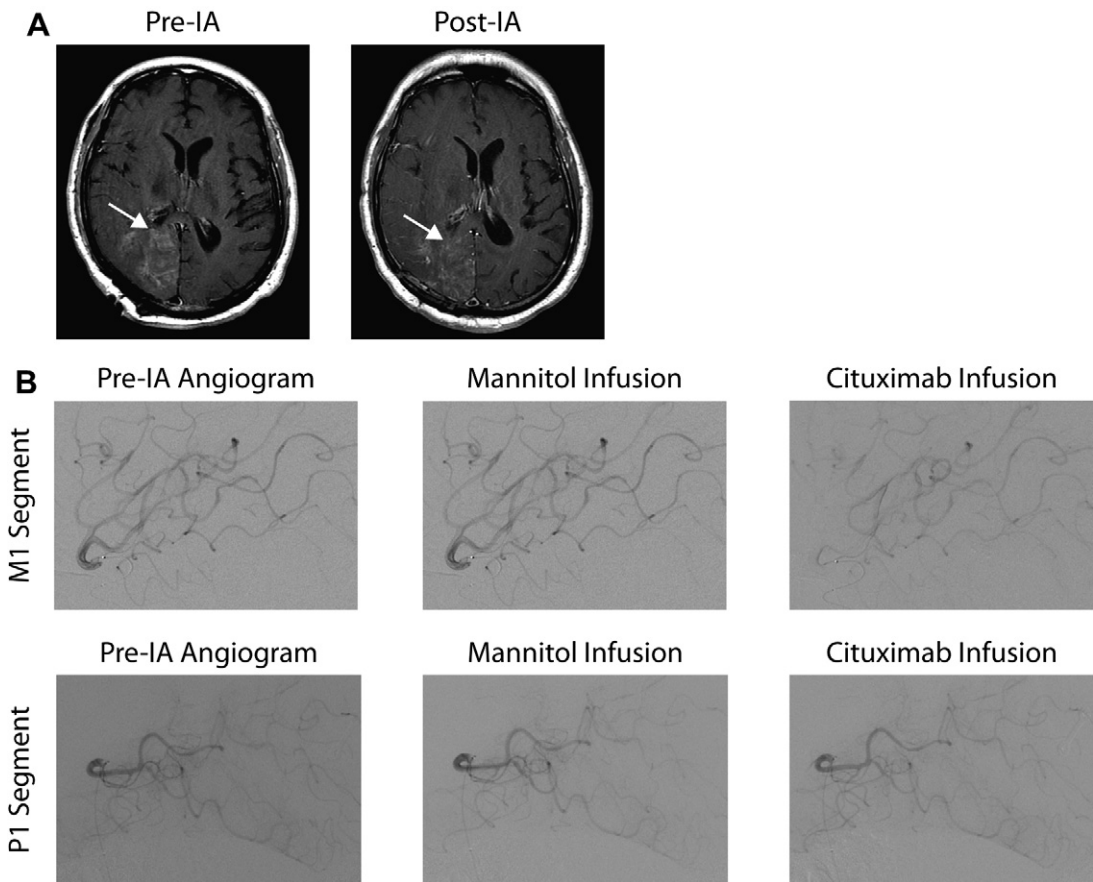 A
Pre-IA
Post-IA
B
Pre-IA Angiogram
Mannitol Infusion
Cituximab Infusion
M1 Segment
Pre-IA Angiogram
Mannitol Infusion
Cituximab Infusion
P1 Segment